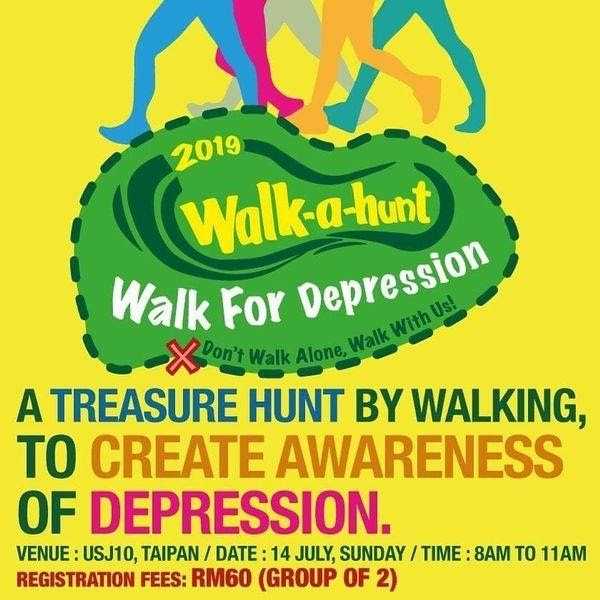 2019
Walk-a-hunt
Walk For Depression
Don't Walk Alone, Walk With Us!
A TREASURE HUNT BY WALKING,
TO CREATE AWARENESS
OF DEPRESSION.
VENUE : USJ10, TAIPAN / DATE : 14 JULY, SUNDAY / TIME : 8AM TO 11AM
REGISTRATION FEES: RM60 (GROUP OF 2)